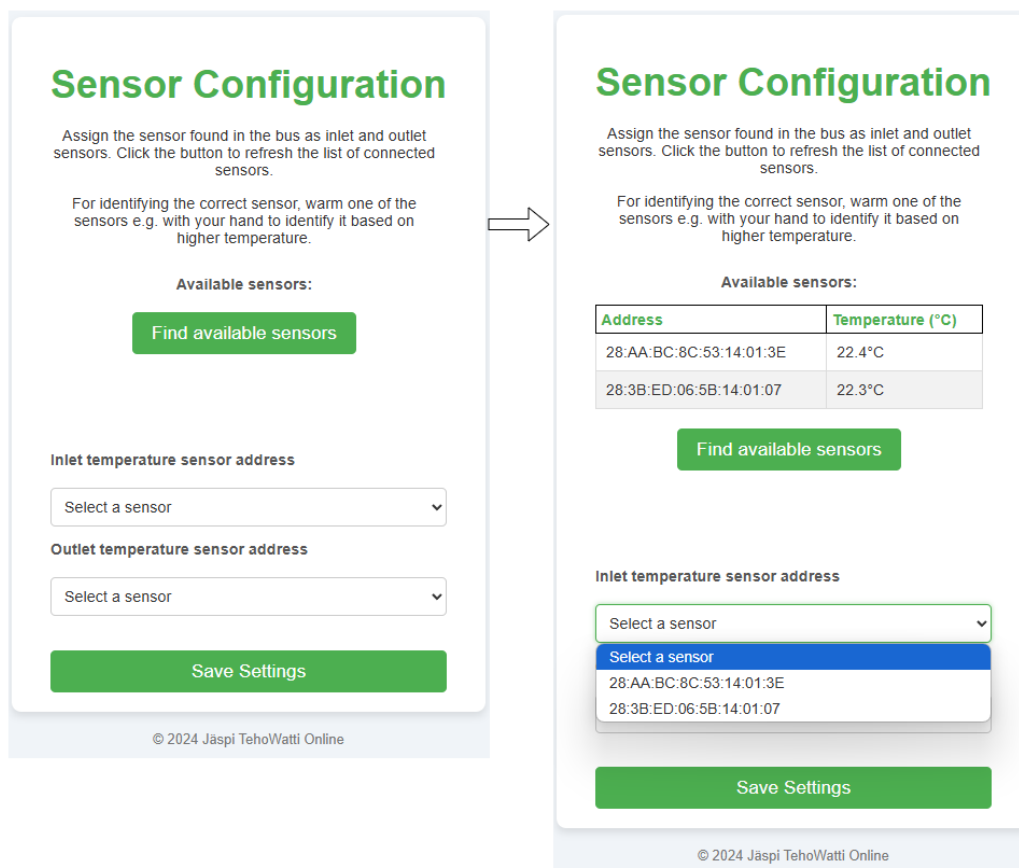 Sensor Configuration
Assign the sensor found in the bus as inlet and outlet
sensors. Click the button to refresh the list of connected
sensors.
For identifying the correct sensor, warm one of the
sensors e.g. with your hand to identify it based on
higher temperature.
Available sensors:
Find available sensors
Inlet temperature sensor address
Select a sensor
Outlet temperature sensor address
Select a sensor
Save Settings
© 2024 Jäspi TehoWatti Online
Sensor Configuration
Assign the sensor found in the bus as inlet and outlet
sensors. Click the button to refresh the list of connected
sensors.
For identifying the correct sensor, warm one of the
sensors e.g. with your hand to identify it based on
higher temperature.
Available sensors:
Address Temperature (°C)
28:AA:BC:8C:53:14:01:3E 22.4°C
28:3B:ED:06:5B:14:01:07 22.3°C
Find available sensors
Inlet temperature sensor address
Select a sensor
Select a sensor
28:AA:BC:8C:53:14:01:3E
28:3B:ED:06:5B:14:01:07
Save Settings
© 2024 Jäspi TehoWatti Online